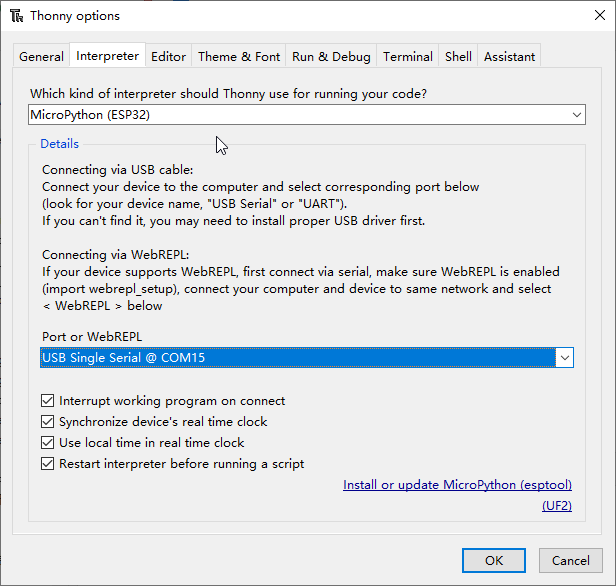 Thonny options
General Interpreter Editor Theme & Font Run & Debug Terminal Shell Assistant
Which kind of interpreter should Thonny use for running your code?
MicroPython (ESP32)
Details
Connecting via USB cable:
Connect your device to the computer and select corresponding port below
(look for your device name, "USB Serial" or "UART").
If you can't find it, you may need to install proper USB driver first.
Connecting via WebREPL:
If your device supports WebREPL, first connect via serial, make sure WebREPL is enabled
(import webrepl_setup), connect your computer and device to same network and select
< WebREPL > below
Port or WebREPL
USB Single Serial @ COM15
Interrupt working program on connect
Synchronize device's real time clock
Use local time in real time clock
Restart interpreter before running a script
Install or update MicroPython (esptool)
(UF2)
OK Cancel